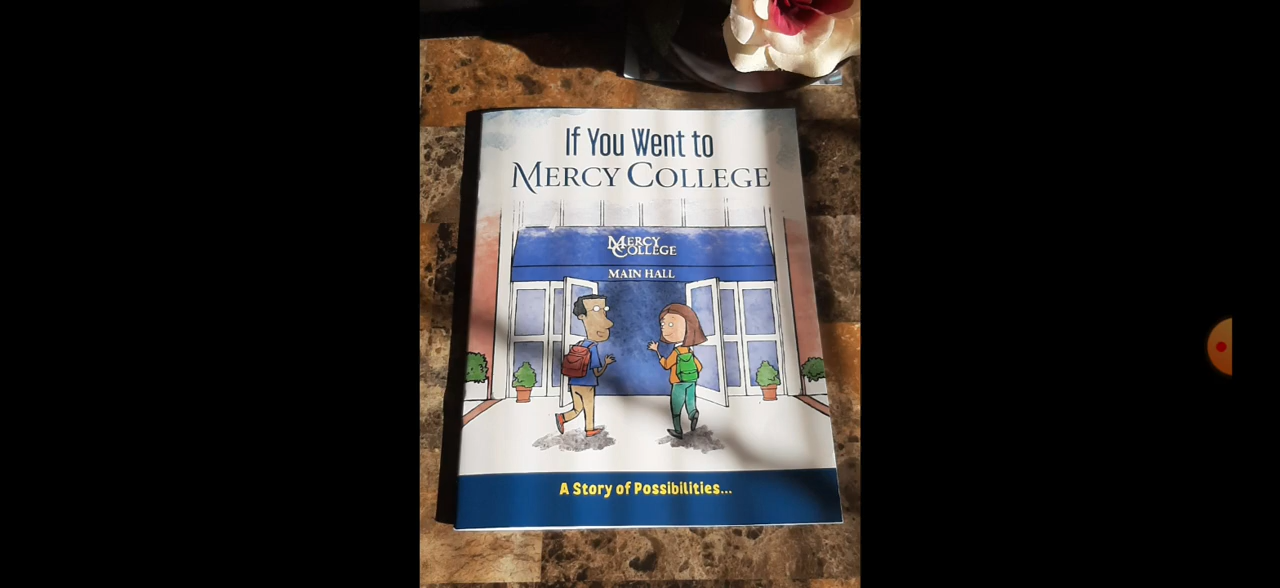 If You Went to
MERCY COLLEGE
MERCY
COLLEGE
MAIN HALL
A Story of Possibilities...